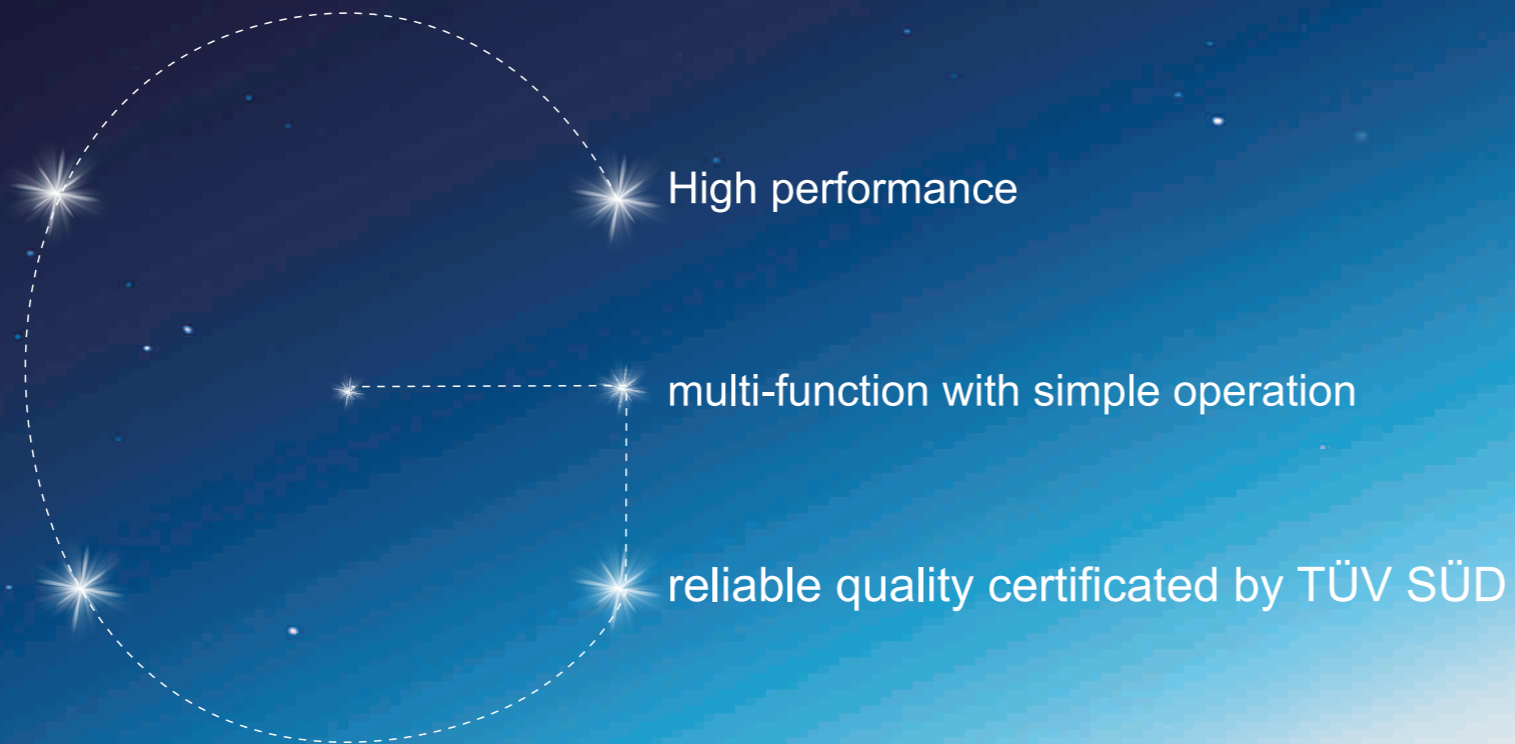 High performance
multi-function with simple operation
reliable quality certificated by TÜV SÜD